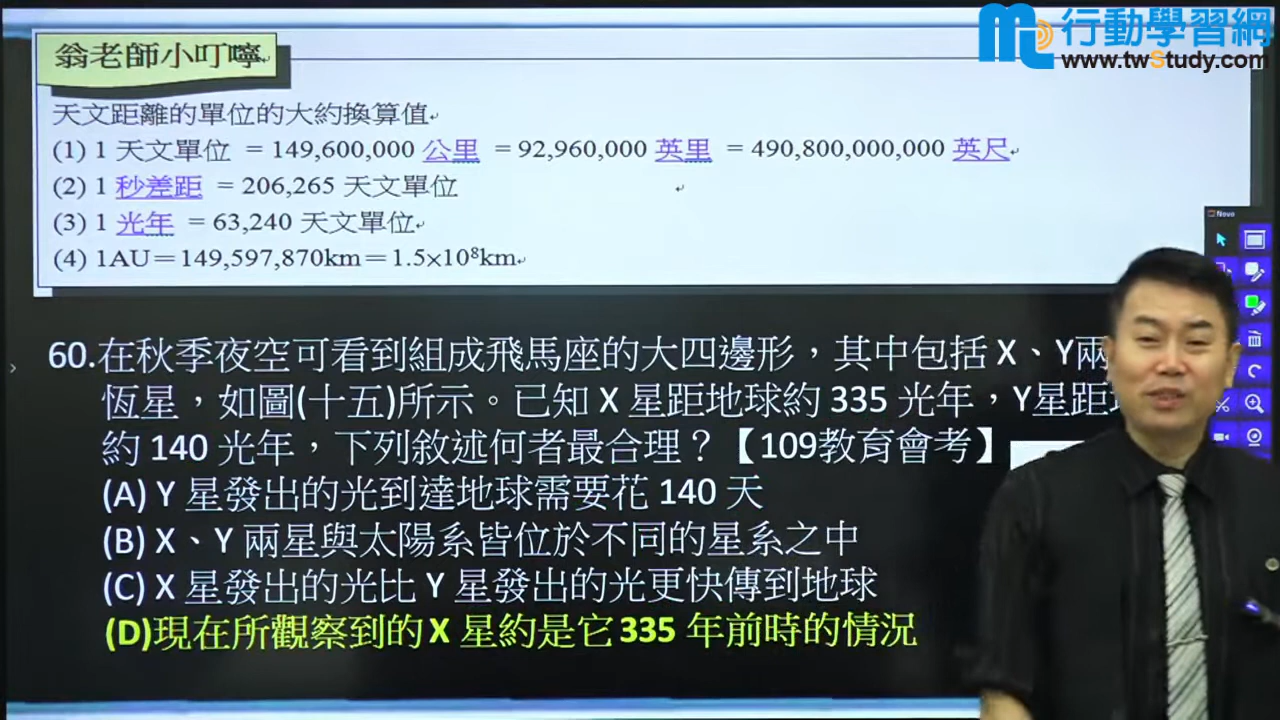 行動學習網
www.twStudy.com
翁老師小叮嚀
天文距離的單位的大約換算值
(1) 1 天文單位 = 149,600,000 公里 = 92,960,000 英里 = 490,800,000,000 英尺
(2) 1 秒差距 = 206,265 天文單位
(3) 1 光年 = 63,240 天文單位
(4) 1AU＝149,597,870km＝1.5x10⁸km
Novo
60.在秋季夜空可看到組成飛馬座的大四邊形，其中包括 X、Y兩
恆星，如圖(十五)所示。已知 X 星距地球約 335 光年，Y星距
約 140 光年，下列敘述何者最合理？【109教育會考】
(A) Y 星發出的光到達地球需要花 140 天
(B) X、Y 兩星與太陽系皆位於不同的星系之中
(C) X 星發出的光比 Y 星發出的光更快傳到地球
(D)現在所觀察到的 X 星約是它 335 年前時的情況